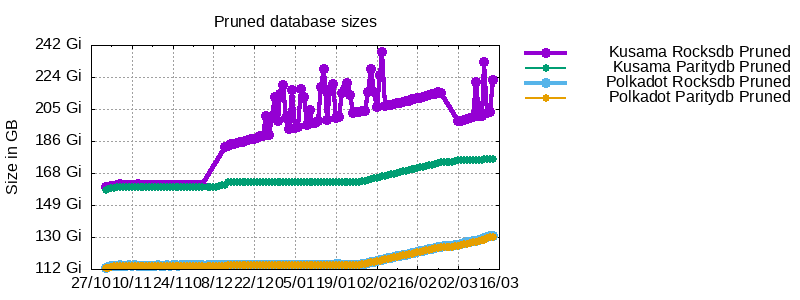 Pruned database sizes
242 Gi
224 Gi
205 Gi
186 Gi
168 Gi
149 Gi
130 Gi
112 Gi
Size in GB
27/10 10/11 24/11 08/12 22/12 05/01 19/01 02/02 16/02 02/03 16/03
Kusama Rocksdb Pruned
Kusama Paritydb Pruned
Polkadot Rocksdb Pruned
Polkadot Paritydb Pruned